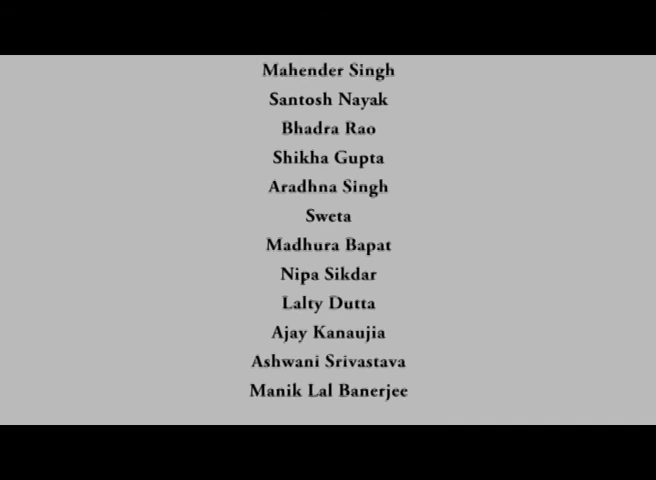 Mahender Singh
Santosh Nayak
Bhadra Rao
Shikha Gupta
Aradhna Singh
Sweta
Madhura Bapat
Nipa Sikdar
Lalty Dutta
Ajay Kanaujia
Ashwani Srivastava
Manik Lal Banerjee